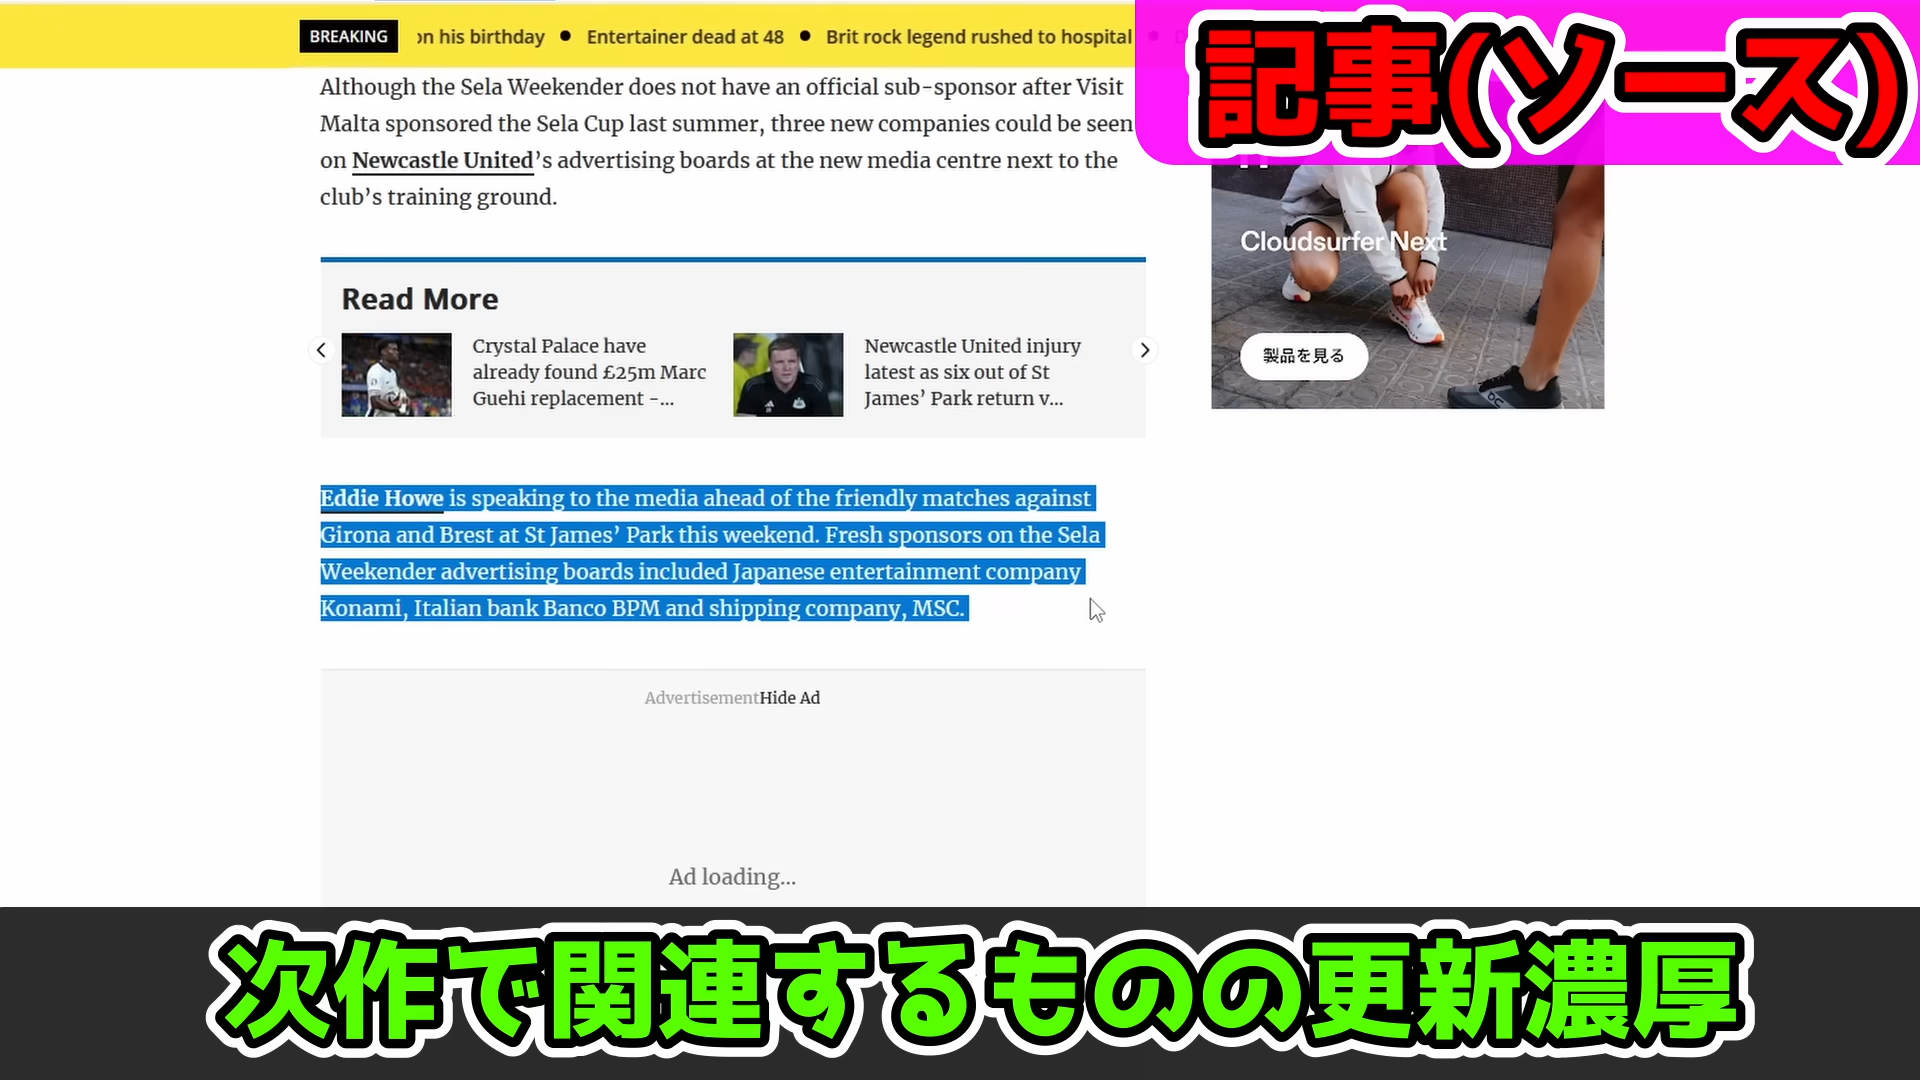 BREAKING on his birthday ● Entertainer dead at 48 ● Brit rock legend rushed to hospital
記事(ソース)
Although the Sela Weekender does not have an official sub-sponsor after Visit
Malta sponsored the Sela Cup last summer, three new companies could be seen
on Newcastle United’s advertising boards at the new media centre next to the
club’s training ground.
Cloudsurfer Next
製品を見る
Read More
Crystal Palace have
already found £25m Marc
Guehi replacement -...
Newcastle United injury
latest as six out of St
James’ Park return v...
Eddie Howe is speaking to the media ahead of the friendly matches against
Girona and Brest at St James’ Park this weekend. Fresh sponsors on the Sela
Weekender advertising boards included Japanese entertainment company
Konami, Italian bank Banco BPM and shipping company, MSC.
AdvertisementHide Ad
Ad loading...
次作で関連するものの更新濃厚